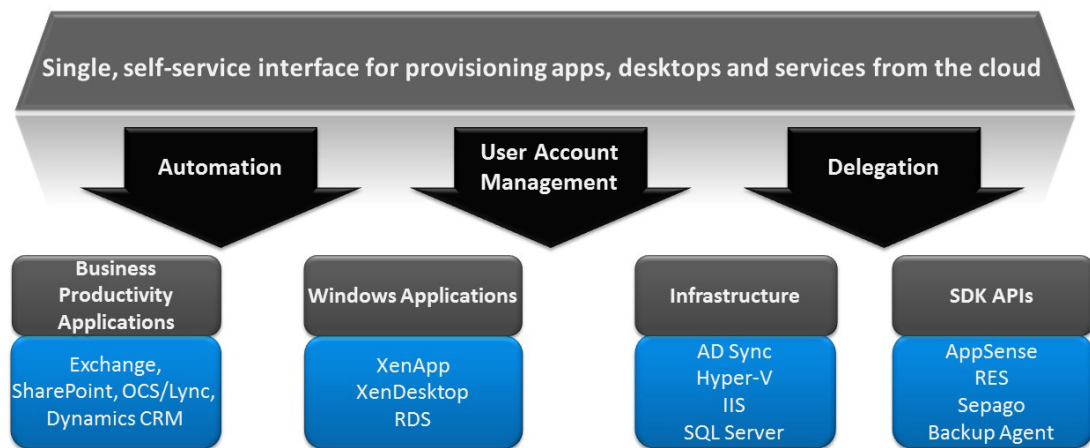 Single, self-service interface for provisioning apps, desktops and services from the cloud
Automation
User Account
Management
Delegation
Business
Productivity
Applications
Exchange,
SharePoint, OCS/Lync,
Dynamics CRM
Windows Applications
XenApp
XenDesktop
RDS
Infrastructure
AD Sync
Hyper-V
IIS
SQL Server
SDK APIs
AppSense
RES
Sepago
Backup Agent